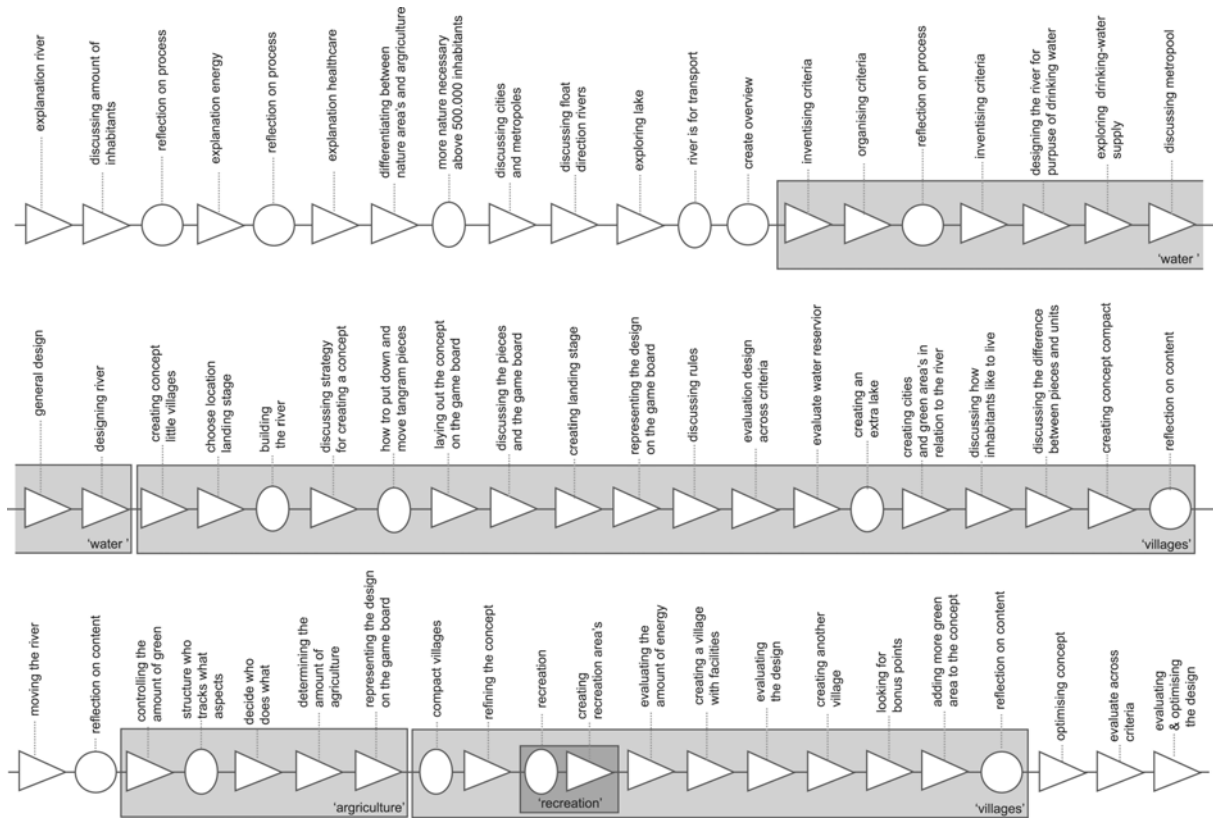 explanation river
discussing amount of
inhabitants
reflection on process
explanation energy
reflection on process
explanation healthcare
differentiating between
nature area's and argriculture
more nature necessary
above 500.000 inhabitants
discussing cities
and metropoles
discussing float
direction rivers
exploring lake
river is for transport
create overview
inventising criteria
organising criteria
reflection on process
inventising criteria
designing the river for
purpuse of drinking water
exploring drinking-water
supply
discussing metropool
'water '
general design
designing river
'water '
creating concept
little villages
choose location
landing stage
building
the river
discussing strategy
for creating a concept
how tro put down and
move tangram pieces
laying out the concept
on the game board
discussing the pieces
and the game board
creating landing stage
representing the design
on the game board
discussing rules
evaluation design
across criteria
evaluate water reservior
creating an
extra lake
creating cities
and green area's in
relation to the river
discussing how
inhabitants like to live
discussing the difference
between pieces and units
creating concept compact
reflection on content
'villages'
moving the river
reflection on content
controlling the
amount of green
structure who
tracks what
aspects
decide who
does what
determining the
amount of
agriculture
representing the design
on the game board
'argriculture'
compact villages
refining the concept
recreation
creating
recreation area's
'recreation'
evaluating the
amount of energy
creating a village
with facilities
evaluating
the design
creating another
village
looking for
bonus points
adding more green
area to the concept
reflection on content
'villages'
optimising concept
evaluate across
criteria
evaluating
& optimising
the design